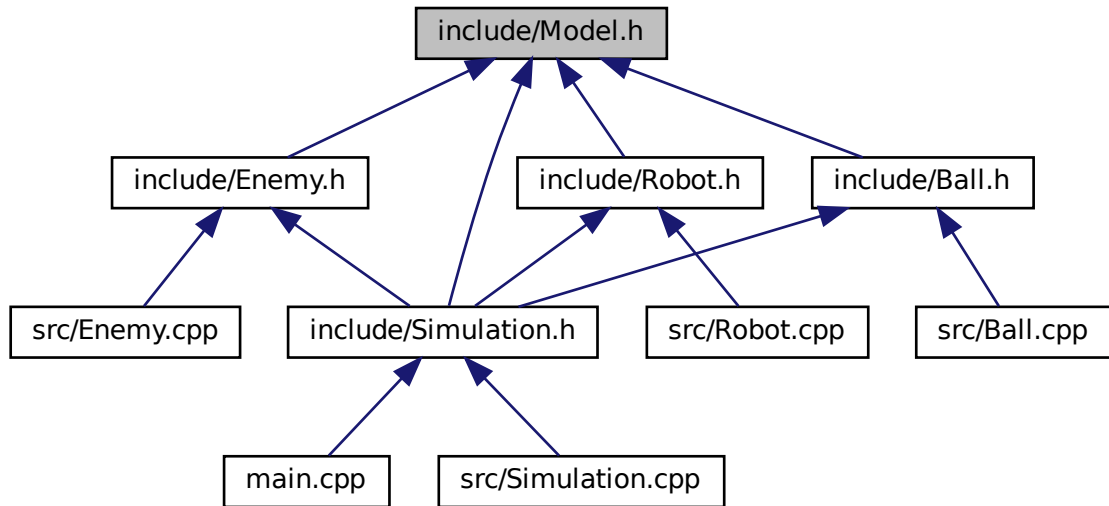 include/Model.h
include/Enemy.h
include/Robot.h
include/Ball.h
src/Enemy.cpp
include/Simulation.h
src/Robot.cpp
src/Ball.cpp
main.cpp
src/Simulation.cpp